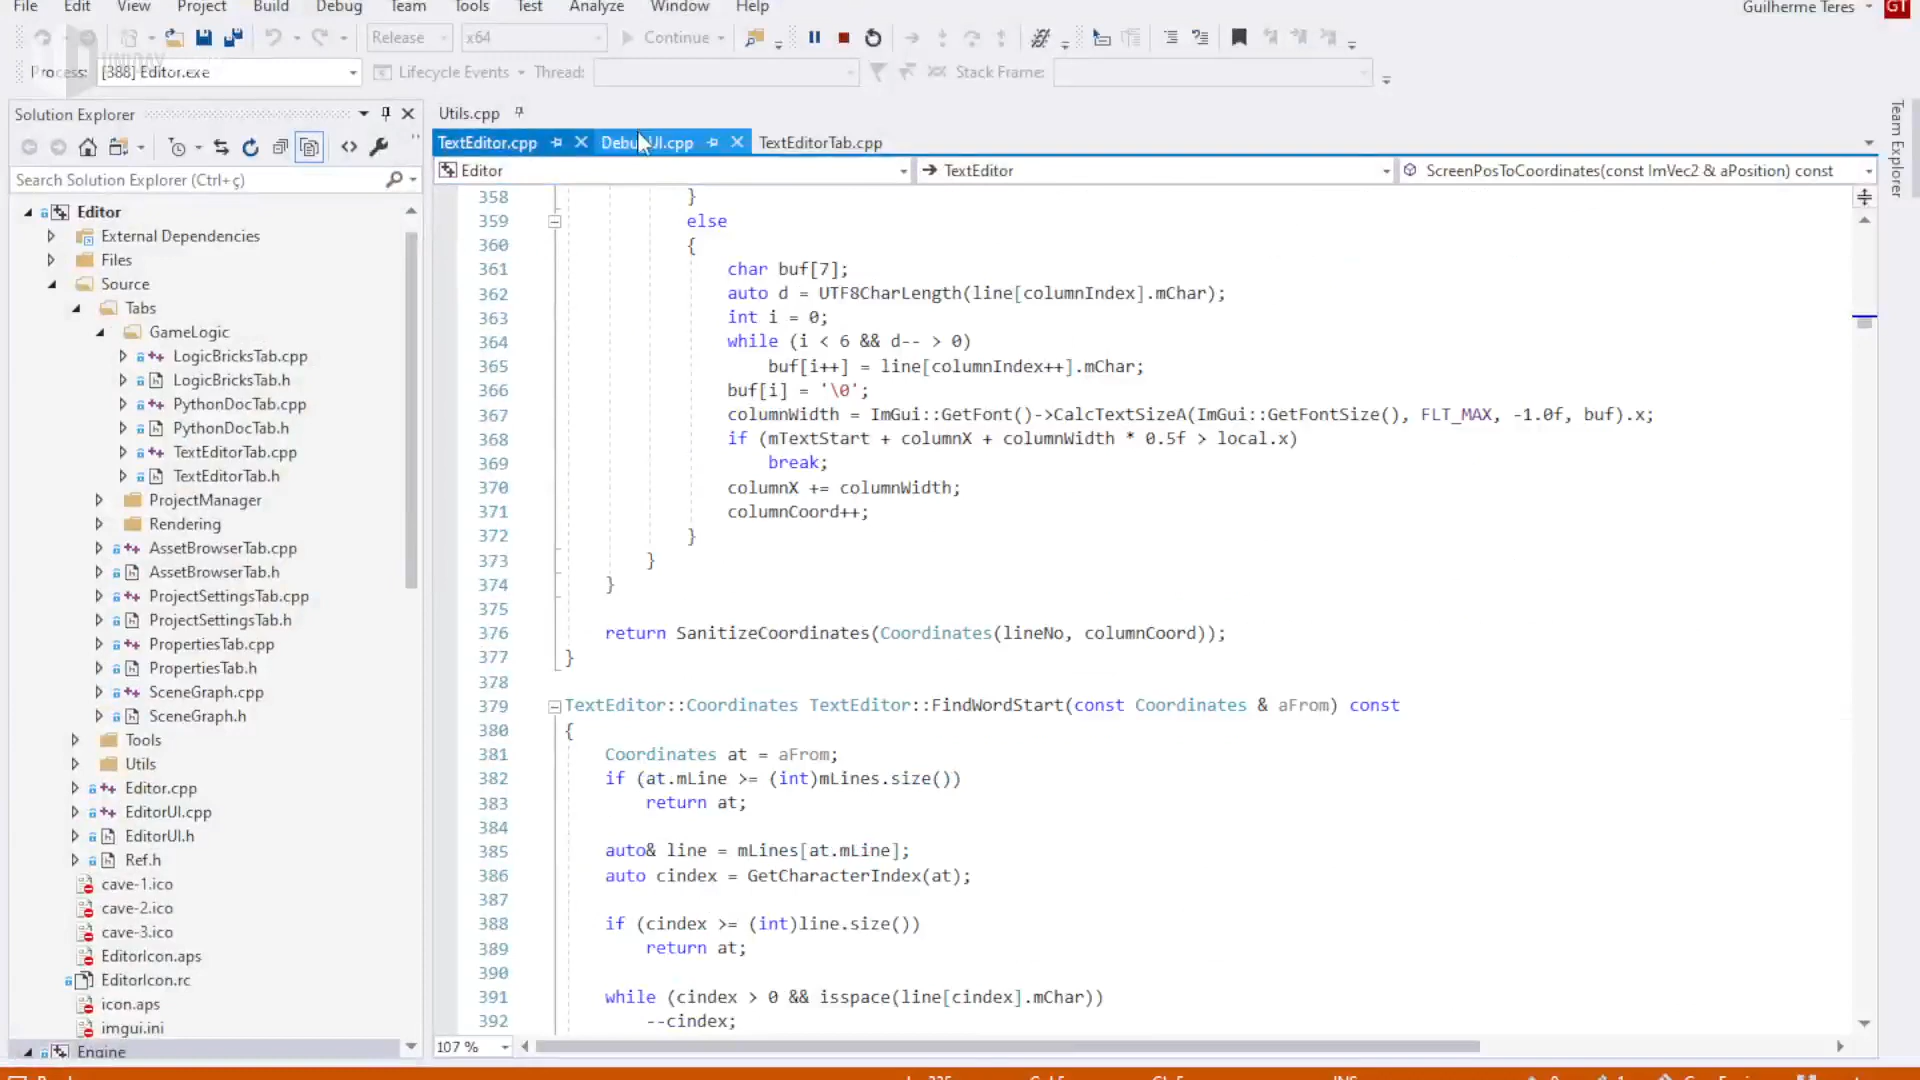 File Edit View Project Build Debug Team Tools Test Analyze Window Help
Guilheme Teres GT
Release x64 Continue
Process: [388] Editor.exe Lifecycle Events Thread: Stack Frame:
Solution Explorer
Search Solution Explorer (Ctrl+ç)
Editor
External Dependencies
Files
Source
Tabs
GameLogic
LogicBricksTab.cpp
LogicBricksTab.h
PythonDocTab.cpp
PythonDocTab.h
TextEditorTab.cpp
TextEditorTab.h
ProjectManager
Rendering
AssetBrowserTab.cpp
AssetBrowserTab.h
ProjectSettingsTab.cpp
ProjectSettingsTab.h
PropertiesTab.cpp
PropertiesTab.h
SceneGraph.cpp
SceneGraph.h
Tools
Utils
Editor.cpp
EditorUI.cpp
EditorUI.h
Ref.h
cave-1.ico
cave-2.ico
cave-3.ico
EditorIcon.aps
EditorIcon.rc
icon.aps
imgui.ini
Engine
Utils.cpp
TextEditor.cpp TextEditorTab.cpp
Editor TextEditor ScreenPosToCoordinates(const ImVec2 & aPosition) const
358 }
359 else
360 {
361 char buf[7];
362 auto d = UTF8CharLength(line[columnIndex].mChar);
363 int i = 0;
364 while (i < 6 && d-- > 0)
365 buf[i++] = line[columnIndex++].mChar;
366 buf[i] = '\0';
367 columnWidth = ImGui::GetFont()->CalcTextSizeA(ImGui::GetFontSize(), FLT_MAX, -1.0f, buf).x;
368 if (mTextStart + columnX + columnWidth * 0.5f > local.x)
369 break;
370 columnX += columnWidth;
371 columnCoord++;
372 }
373 }
374 }
375
376 return SanitizeCoordinates(Coordinates(lineNo, columnCoord));
377 }
378
379 TextEditor::Coordinates TextEditor::FindWordStart(const Coordinates & aFrom) const
380 {
381 Coordinates at = aFrom;
382 if (at.mLine >= (int)mLines.size())
383 return at;
384
385 auto& line = mLines[at.mLine];
386 auto cindex = GetCharacterIndex(at);
387
388 if (cindex >= (int)line.size())
389 return at;
390
391 while (cindex > 0 && isspace(line[cindex].mChar))
392 --cindex;
107 %
Team Explorer